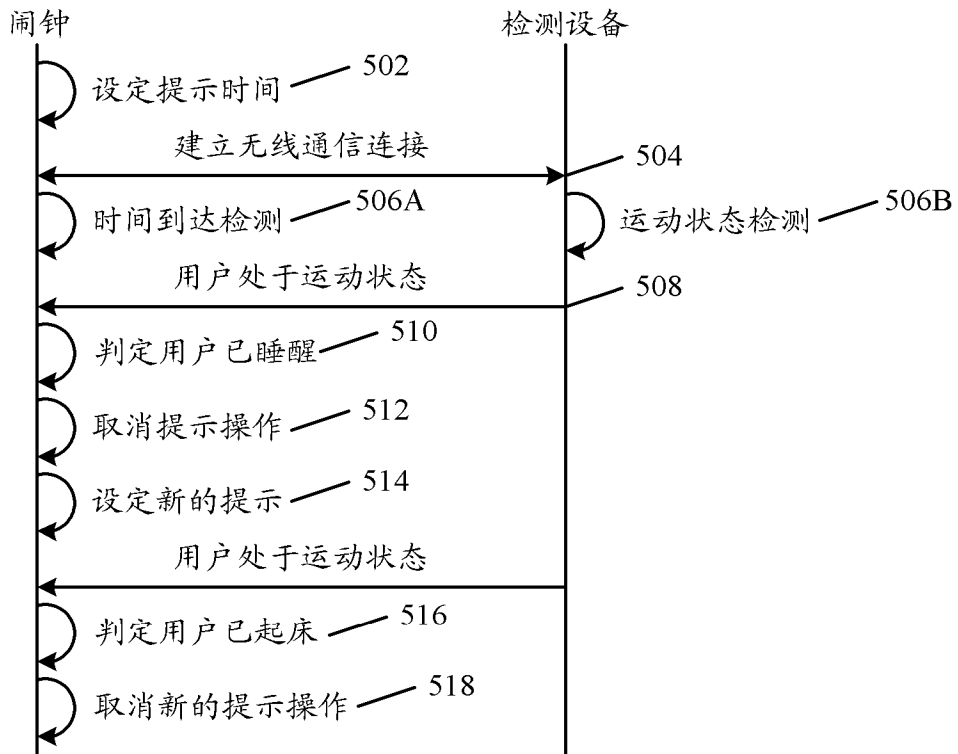 闹钟
检测设备
设定提示时间
502
建立无线通信连接
504
时间到达检测
506A
运动状态检测
506B
用户处于运动状态
508
判定用户已睡醒
510
取消提示操作
512
设定新的提示
514
用户处于运动状态
判定用户已起床
516
取消新的提示操作
518